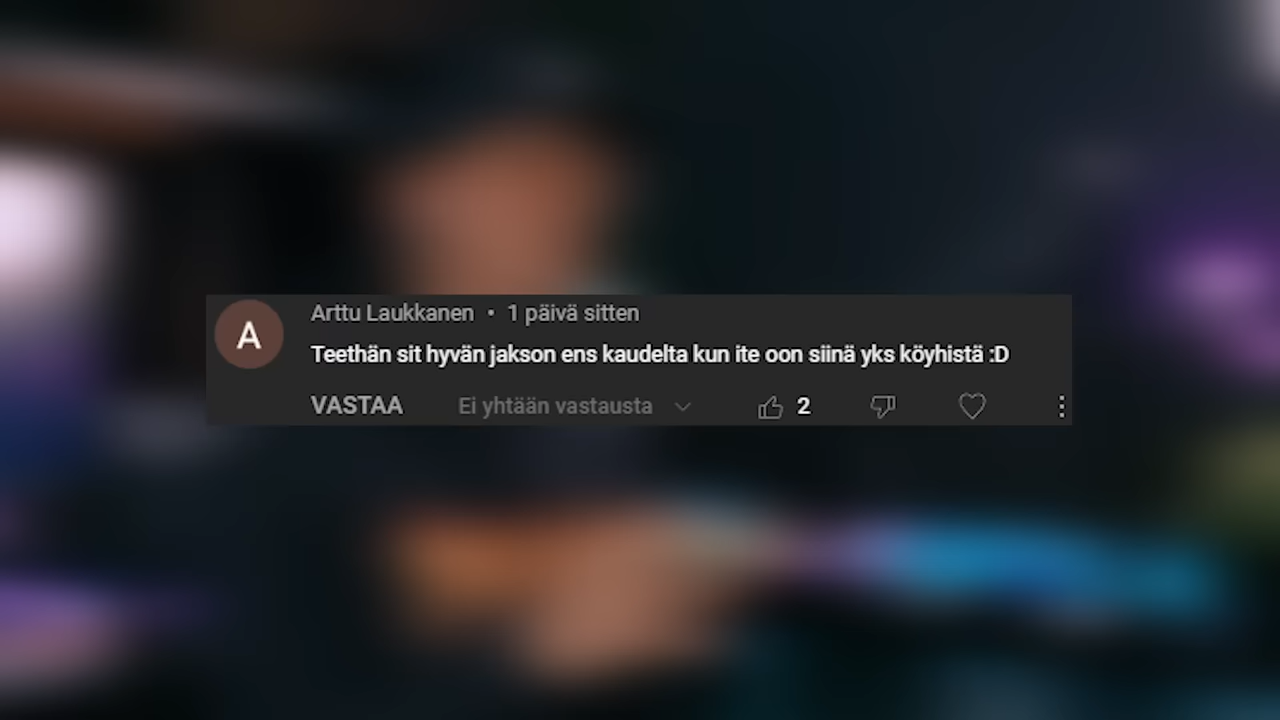 A
Arttu Laukkanen • 1 päivä sitten
Teethän sit hyvän jakson ens kaudelta kun ite oon siinä yks köyhistä :D
VASTAA Ei yhtään vastausta 2